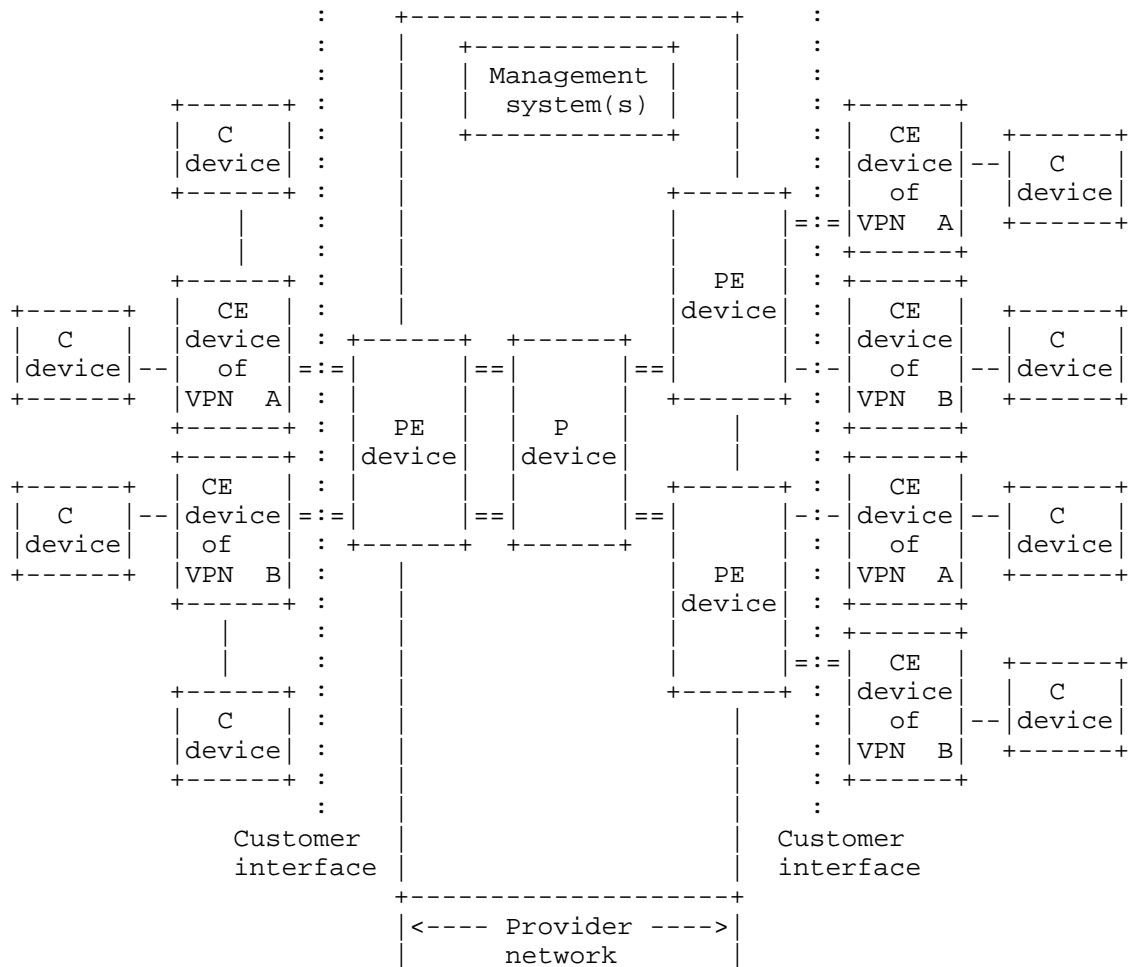 Management
system(s)
C
device
CE
device
of
VPN A
C
device
C
device
CE
device
of
VPN A
PE
device
CE
device
of
VPN B
C
device
PE
device
P
device
C
device
CE
device
of
VPN B
PE
device
CE
device
of
VPN A
C
device
C
device
CE
device
of
VPN B
C
device
Customer
interface
Customer
interface
<---- Provider ---->
network